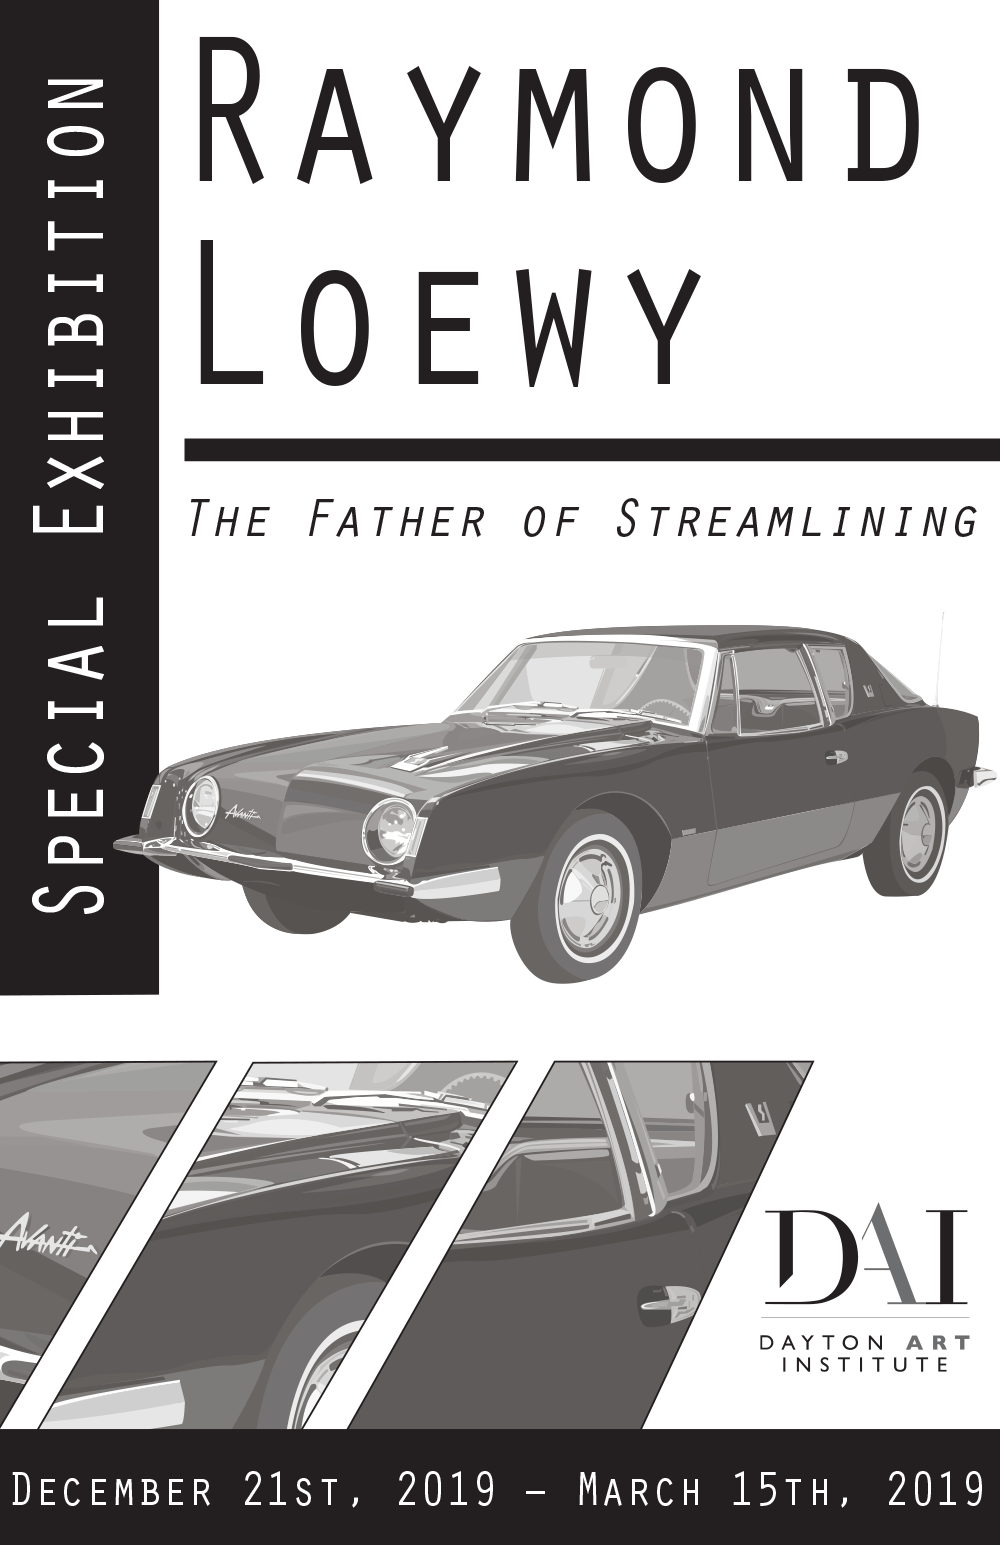 SPECIAL EXHIBITION
RAYMOND
LOEWY
THE FATHER OF STREAMLINING
Avanti
Avanti
DAI
DAYTON ART
INSTITUTE
DECEMBER 21ST, 2019 – MARCH 15TH, 2019